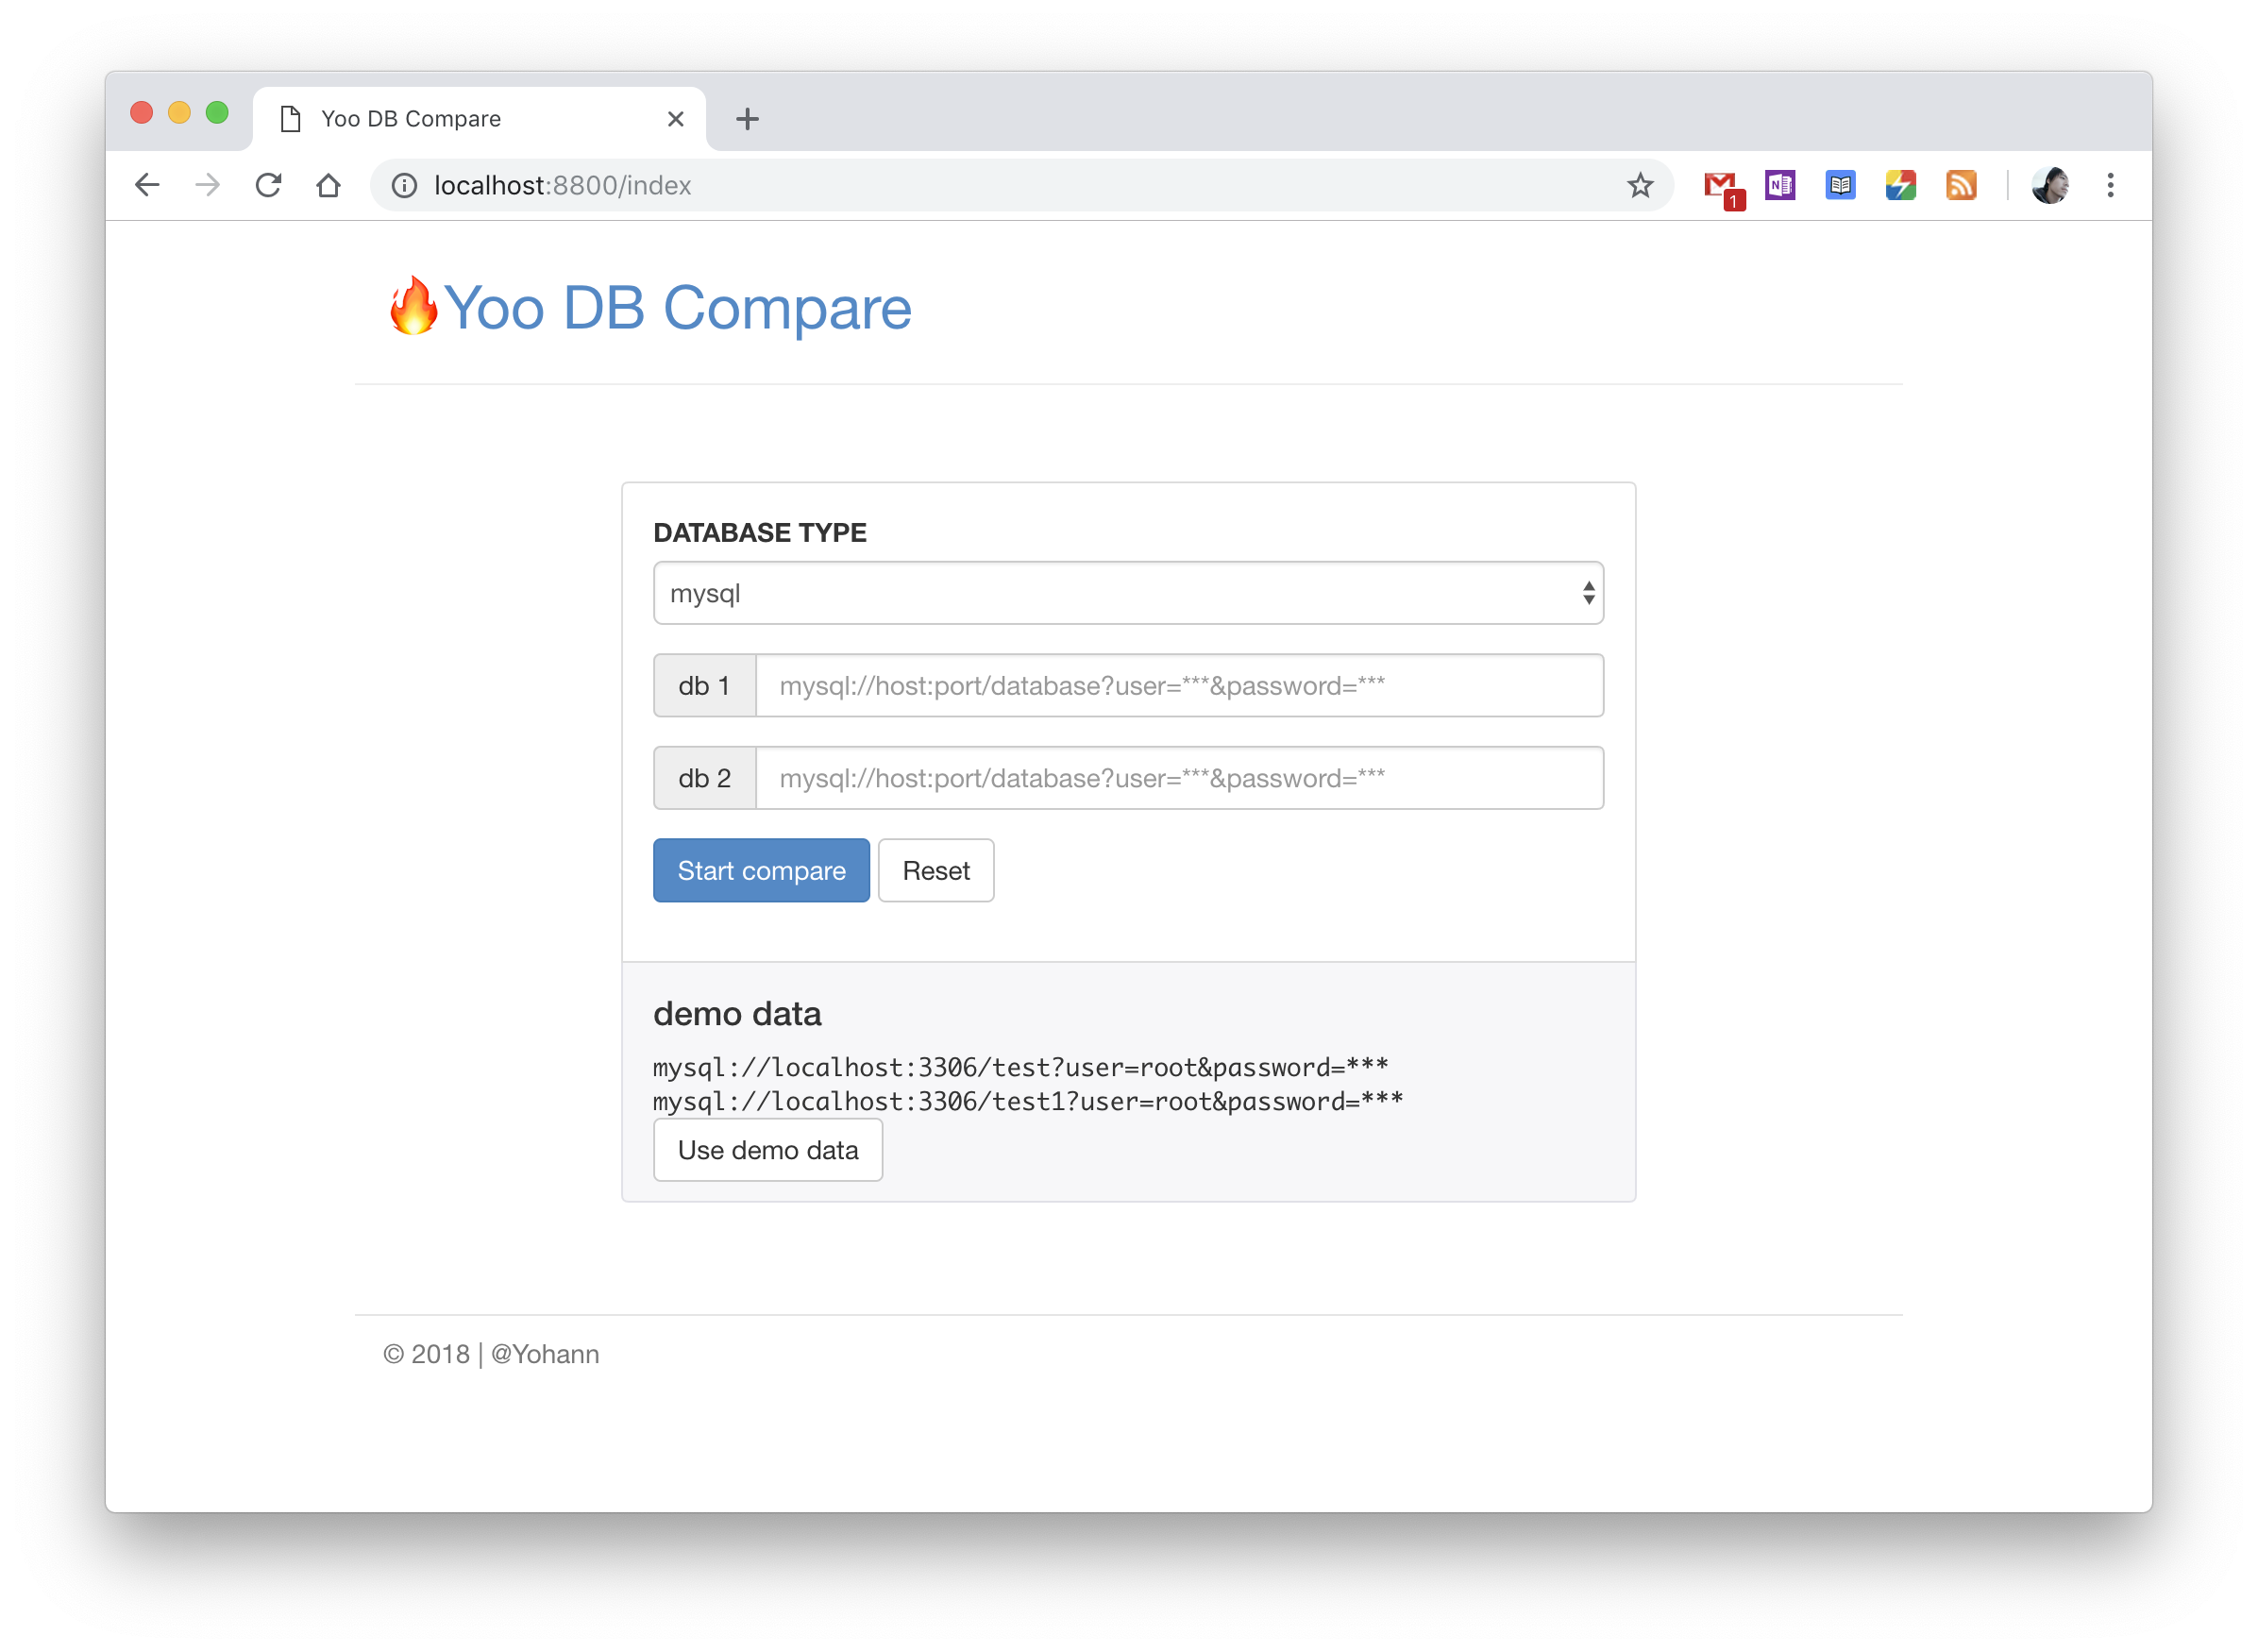 Yoo DB Compare
localhost:8800/index
1
N
🔥Yoo DB Compare
DATABASE TYPE
mysql
db 1 mysql://host:port/database?user=***&password=***
db 2 mysql://host:port/database?user=***&password=***
Start compare Reset
demo data
mysql://localhost:3306/test?user=root&password=***
mysql://localhost:3306/test1?user=root&password=***
Use demo data
© 2018 | @Yohann